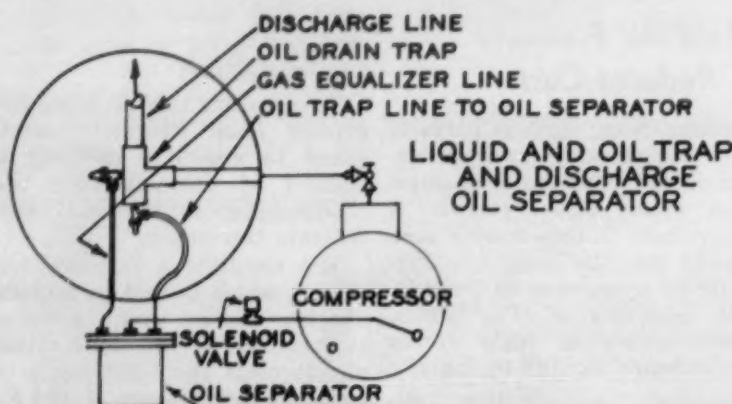 DISCHARGE LINE
OIL DRAIN TRAP
GAS EQUALIZER LINE
OIL TRAP LINE TO OIL SEPARATOR
LIQUID AND OIL TRAP
AND DISCHARGE
OIL SEPARATOR
COMPRESSOR
SOLENOID
VALVE
OIL SEPARATOR